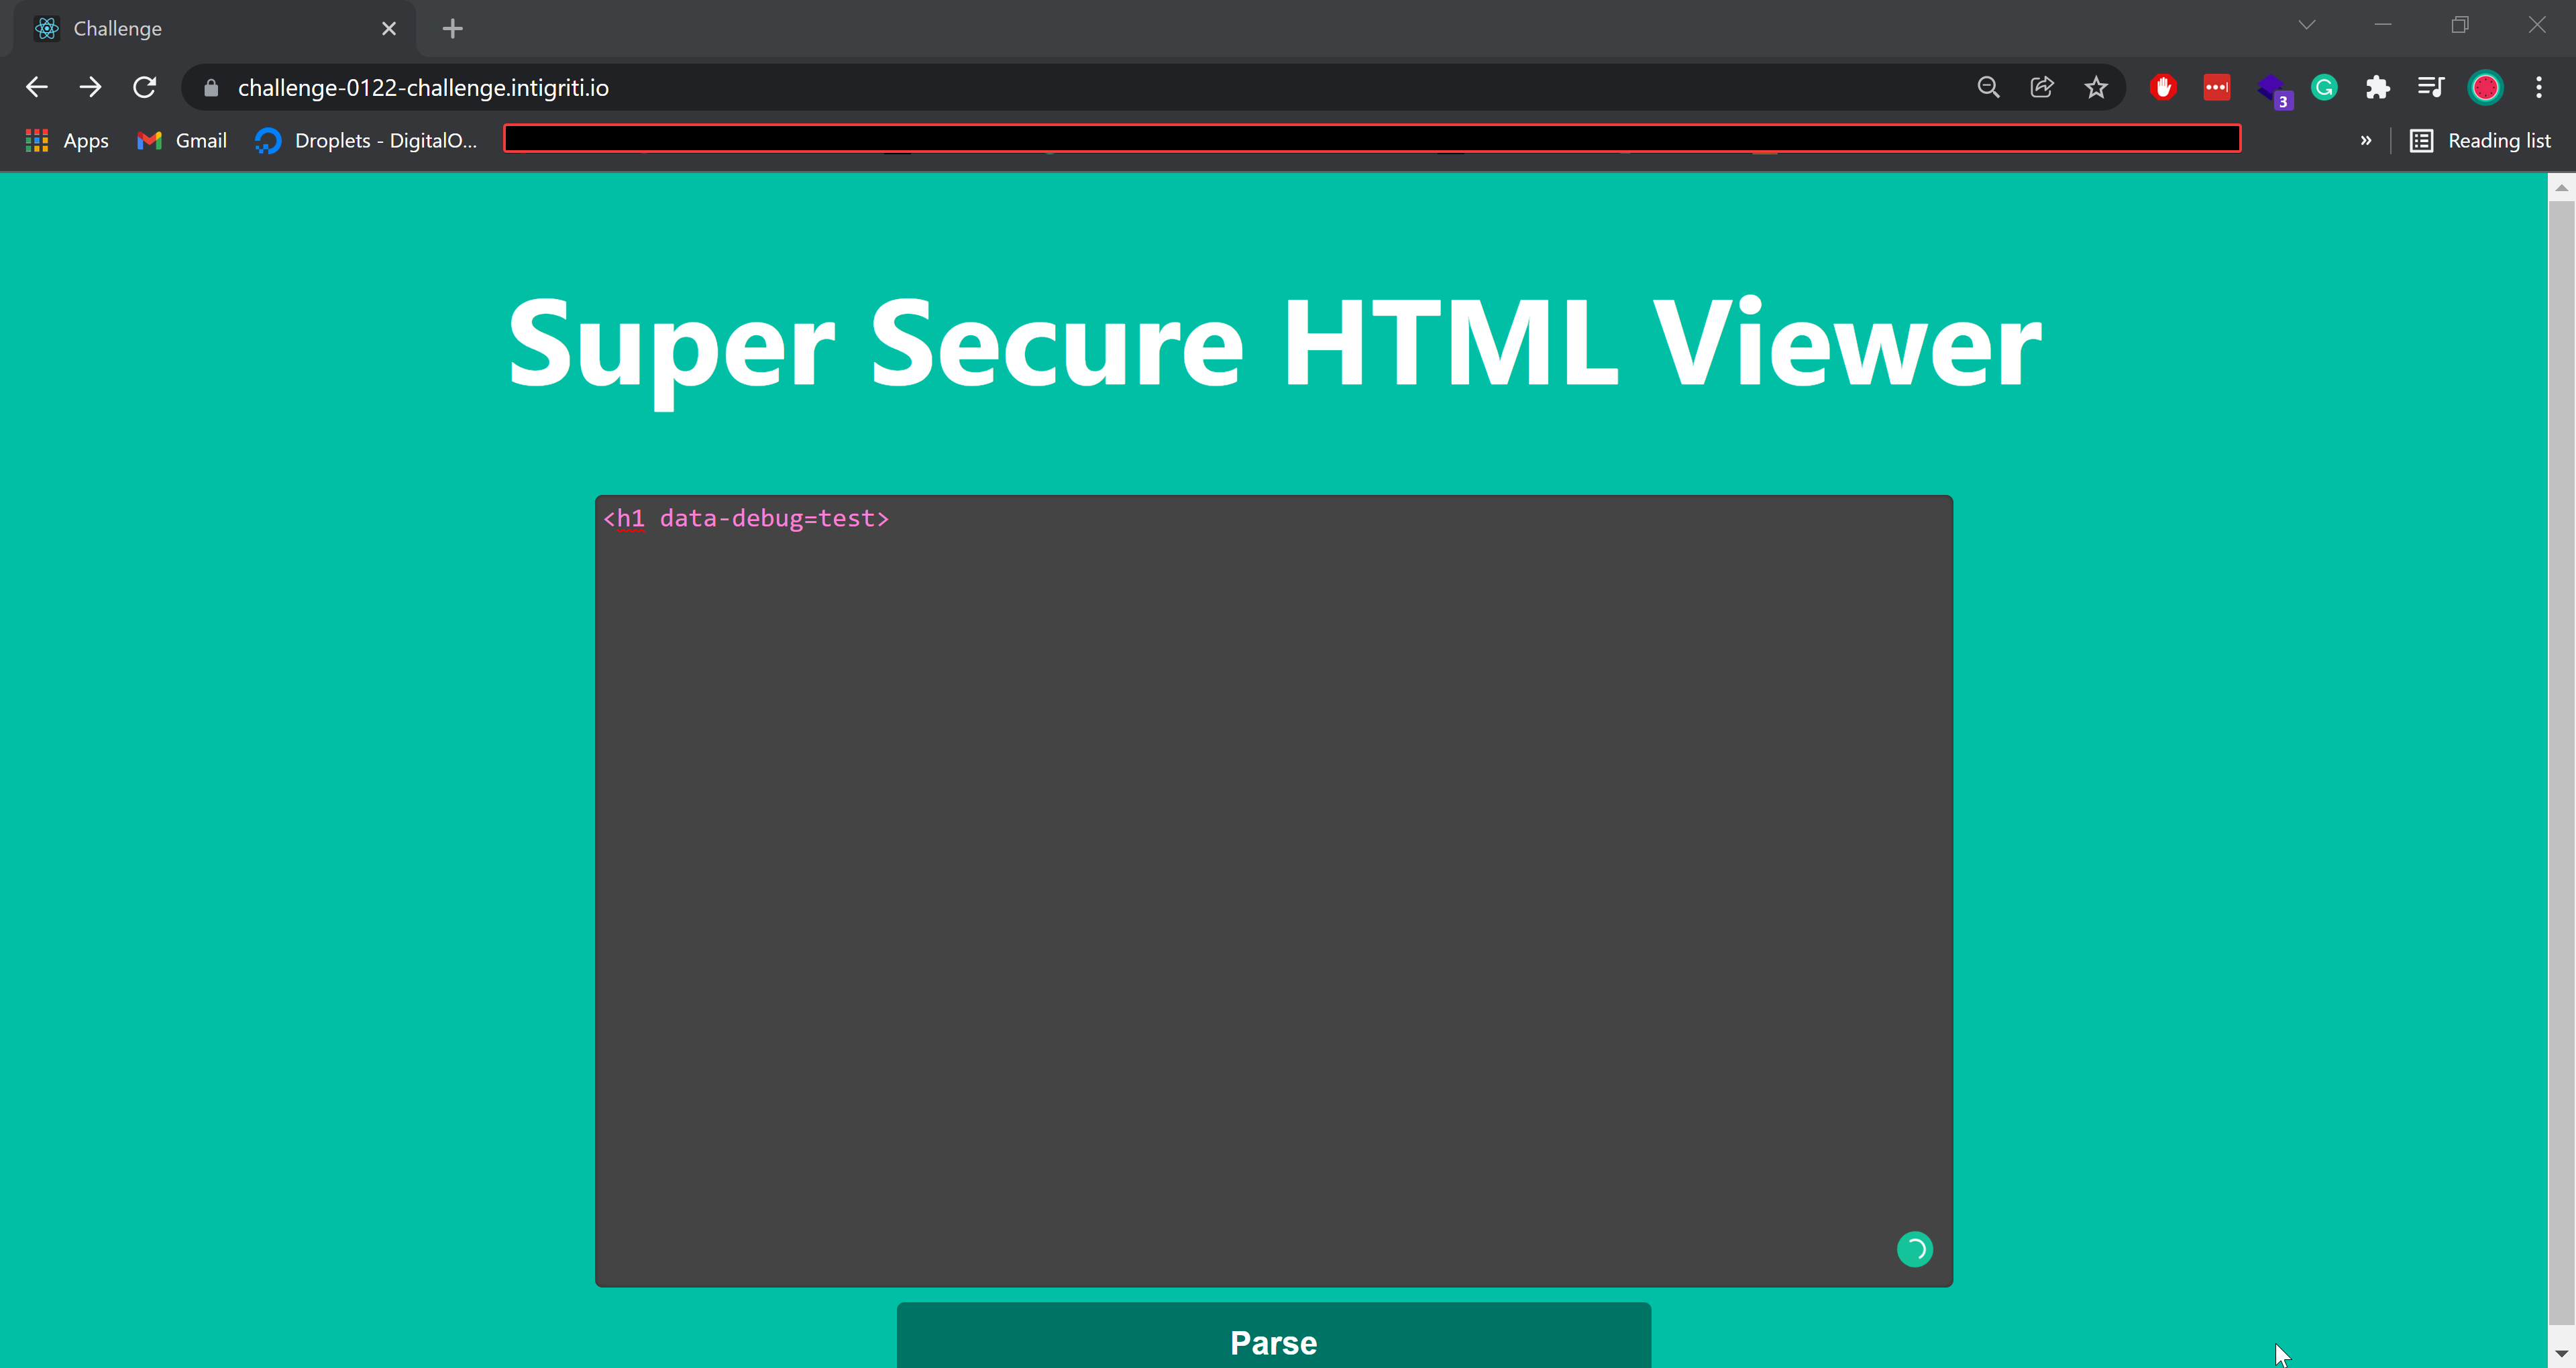 Challenge
challenge-0122-challenge.intigriti.io
3
Apps Gmail Droplets - DigitalO... » Reading list
Super Secure HTML Viewer
<h1 data-debug=test>
Parse